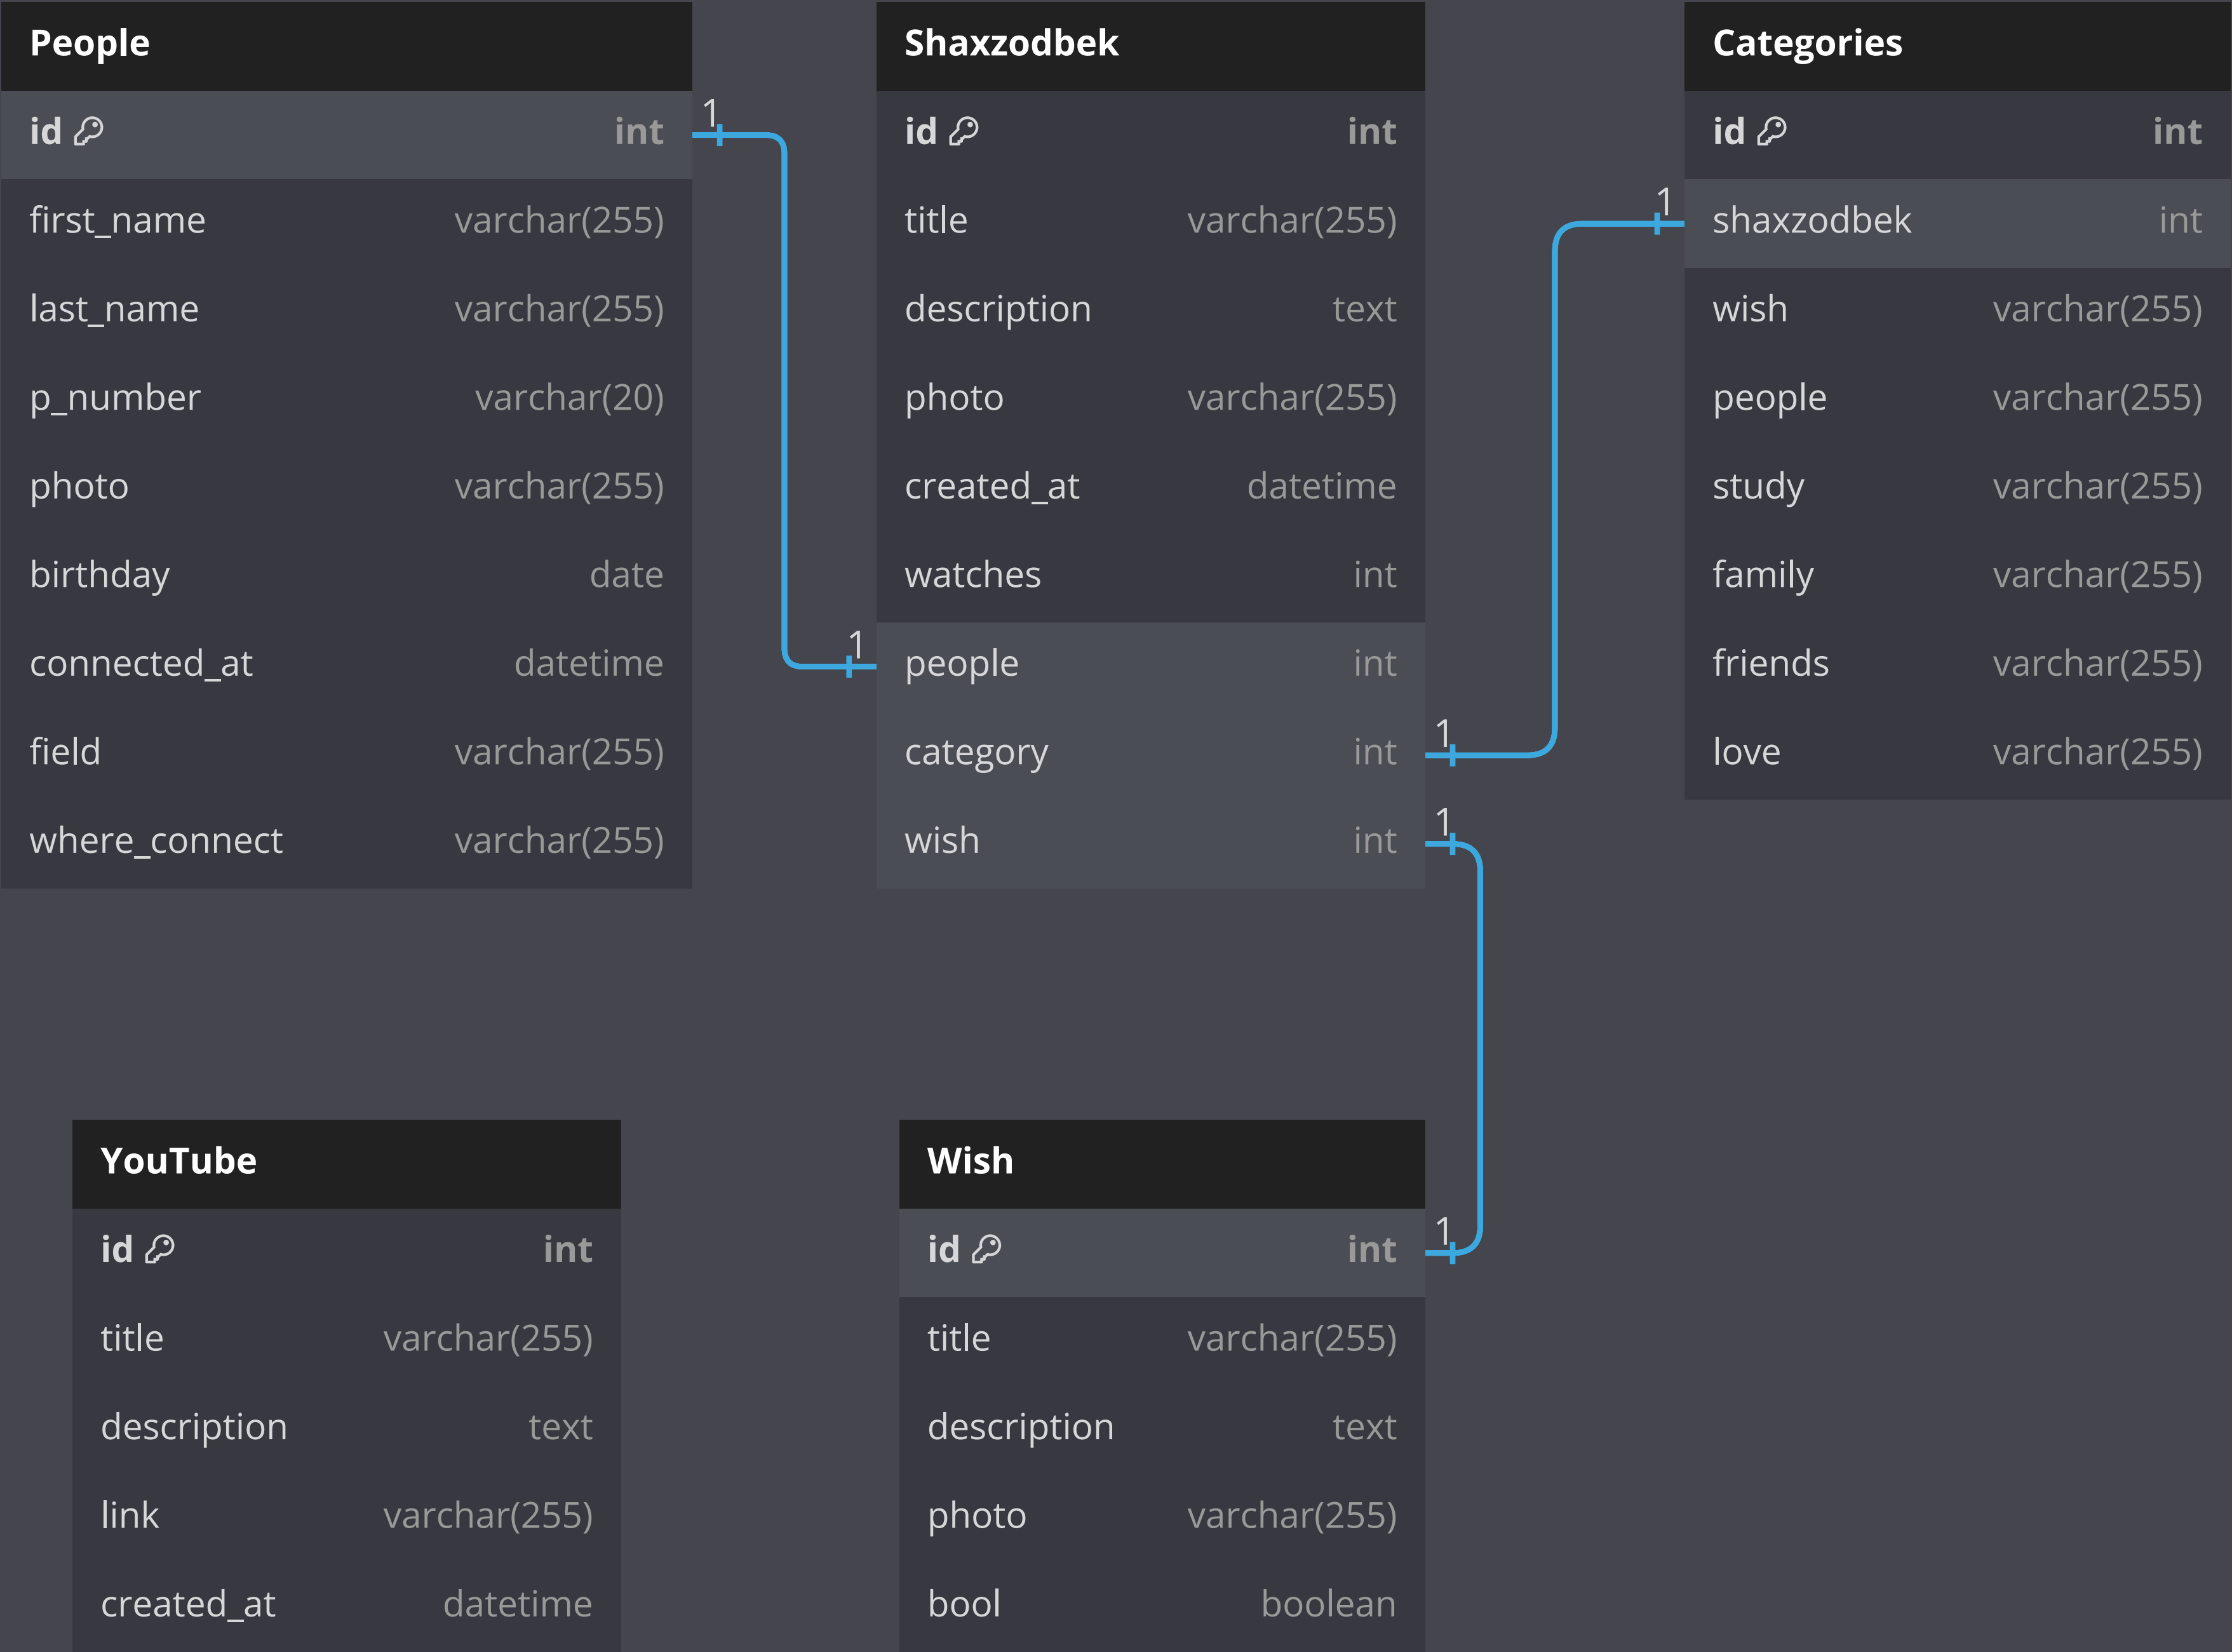 People
id int
first_name varchar(255)
last_name varchar(255)
p_number varchar(20)
photo varchar(255)
birthday date
connected_at datetime
field varchar(255)
where_connect varchar(255)
1
1
Shaxzodbek
id int
title varchar(255)
description text
photo varchar(255)
created_at datetime
watches int
people int
category int
wish int
1
1
1
Categories
id int
shaxzodbek int
wish varchar(255)
people varchar(255)
study varchar(255)
family varchar(255)
friends varchar(255)
love varchar(255)
YouTube
id int
title varchar(255)
description text
link varchar(255)
created_at datetime
Wish
id int
title varchar(255)
description text
photo varchar(255)
bool boolean
1